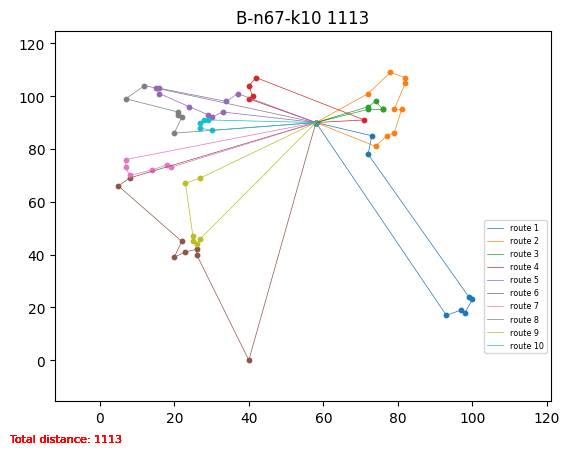 B-n67-k10 1113
120
100
80
60
40
20
0
0 20 40 60 80 100 120
route 1
route 2
route 3
route 4
route 5
route 6
route 7
route 8
route 9
route 10
Total distance: 1113